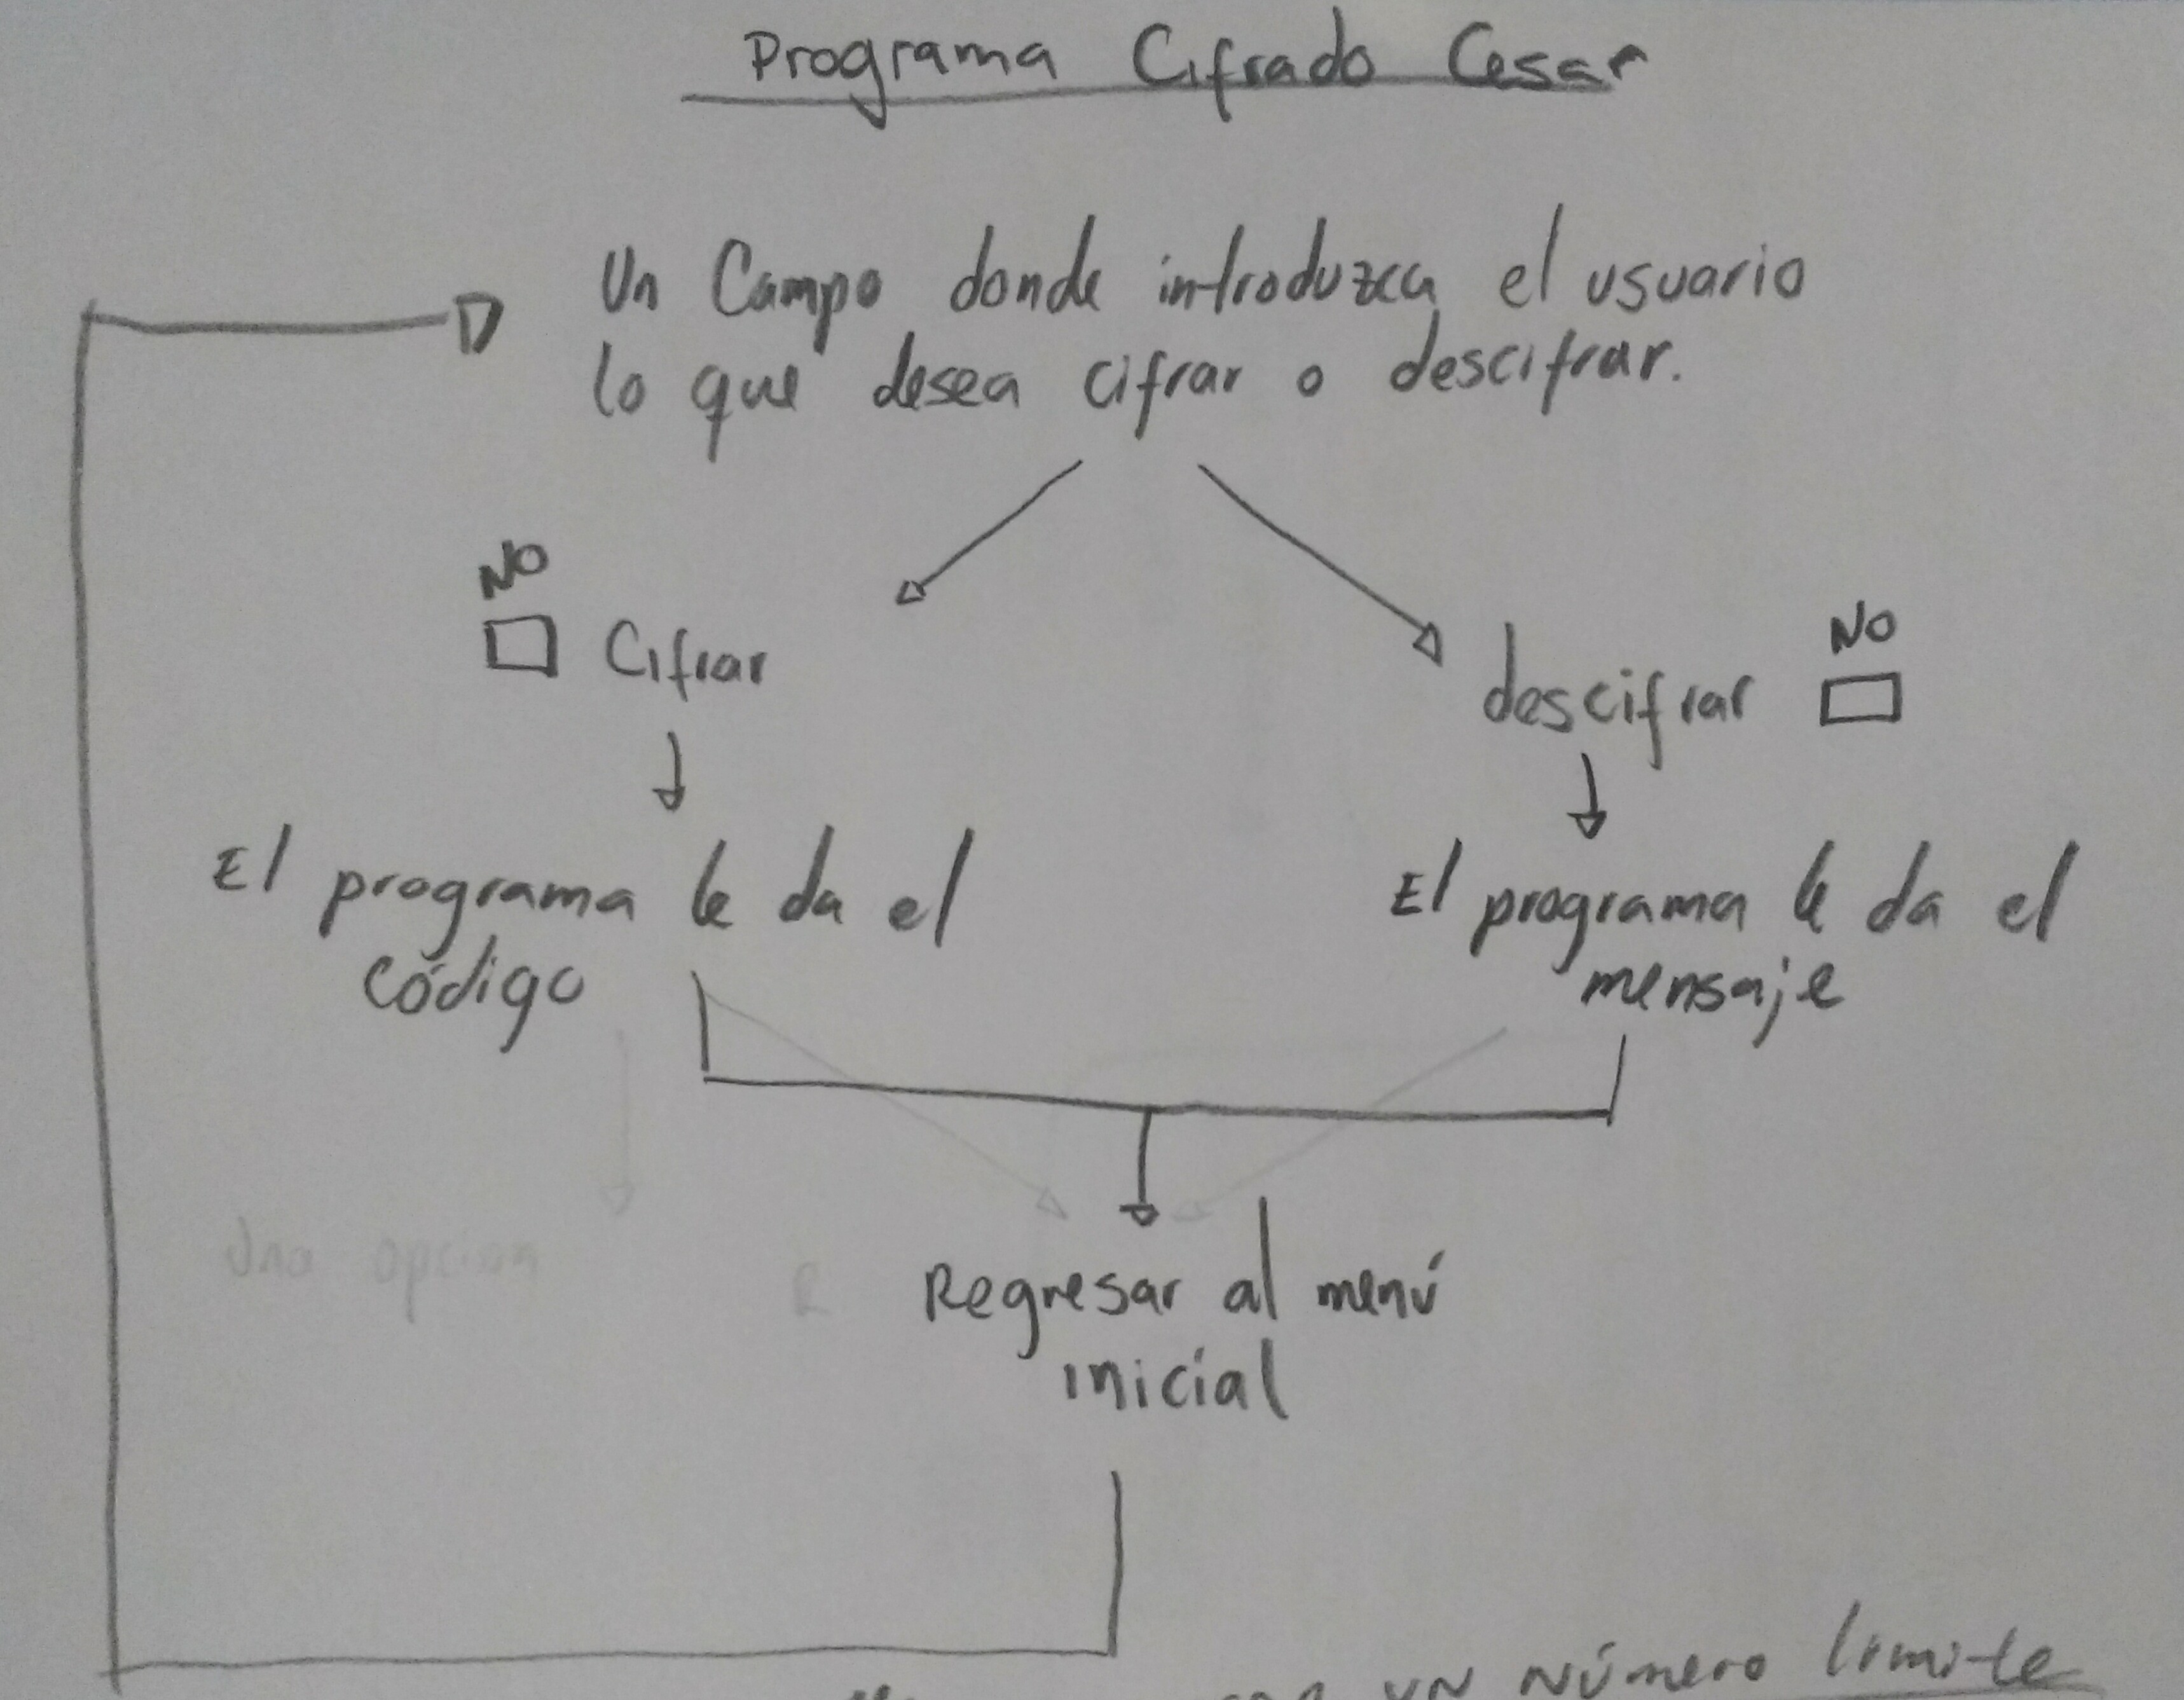 Programa Cifrado Cesar
Un Campo donde introduzca el usuario
lo que desea cifrar o descifrar.
NO
Cifrar
NO
descifrar
El programa le da el
código
El programa le da el
mensaje
Una opcion
R
Regresar al menú
inicial
un Número limite